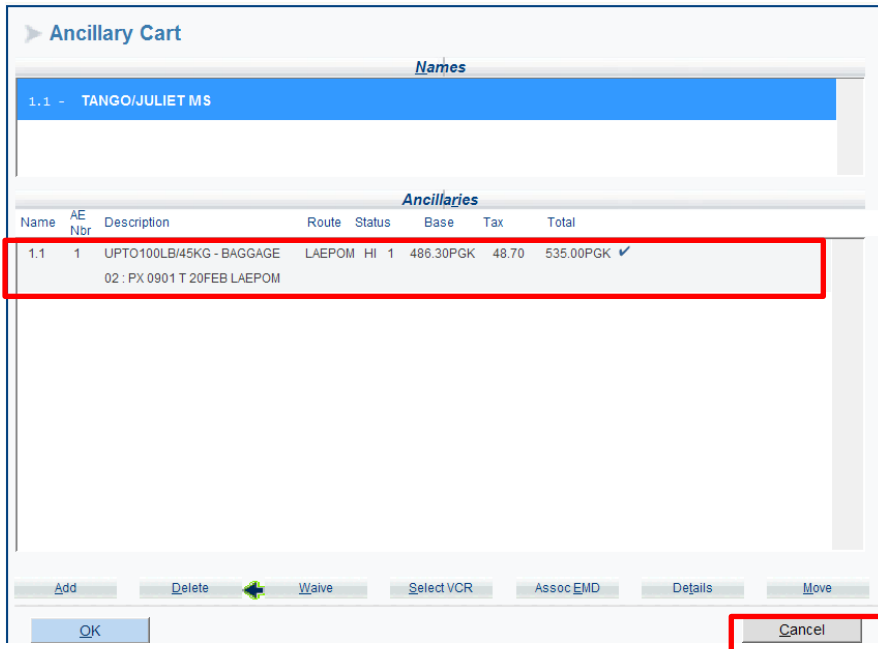 Ancillary Cart
Names
1.1 - TANGO/JULIET MS
Ancillaries
Name AE Nbr Description Route Status Base Tax Total
1.1 1 UPTO100LB/45KG - BAGGAGE LAEPOM HI 1 486.30PGK 48.70 535.00PGK ✔
02 : PX 0901 T 20FEB LAEPOM
Add Delete Waive Select VCR Assoc EMD Details Move
OK Cancel